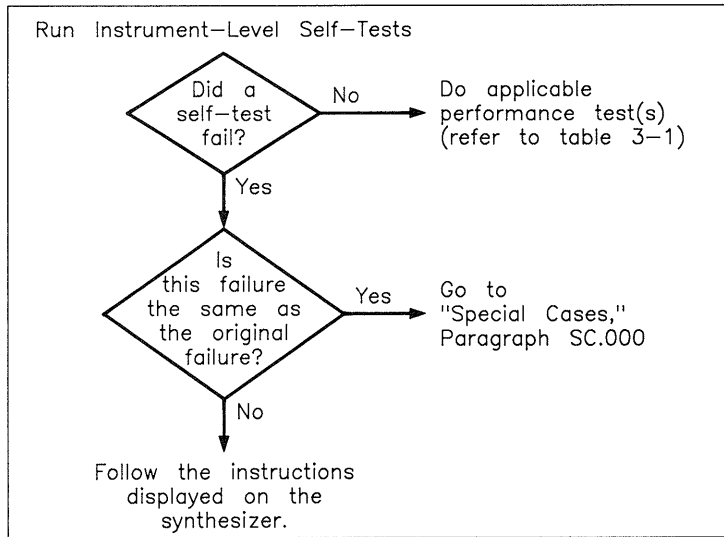 Run Instrument-Level Self-Tests
Did a
self-test
fail?
No
Do applicable
performance test(s)
(refer to table 3-1)
Yes
Is
this failure
the same as
the original
failure?
Yes
Go to
"Special Cases,"
Paragraph SC.000
No
Follow the instructions
displayed on the
synthesizer.